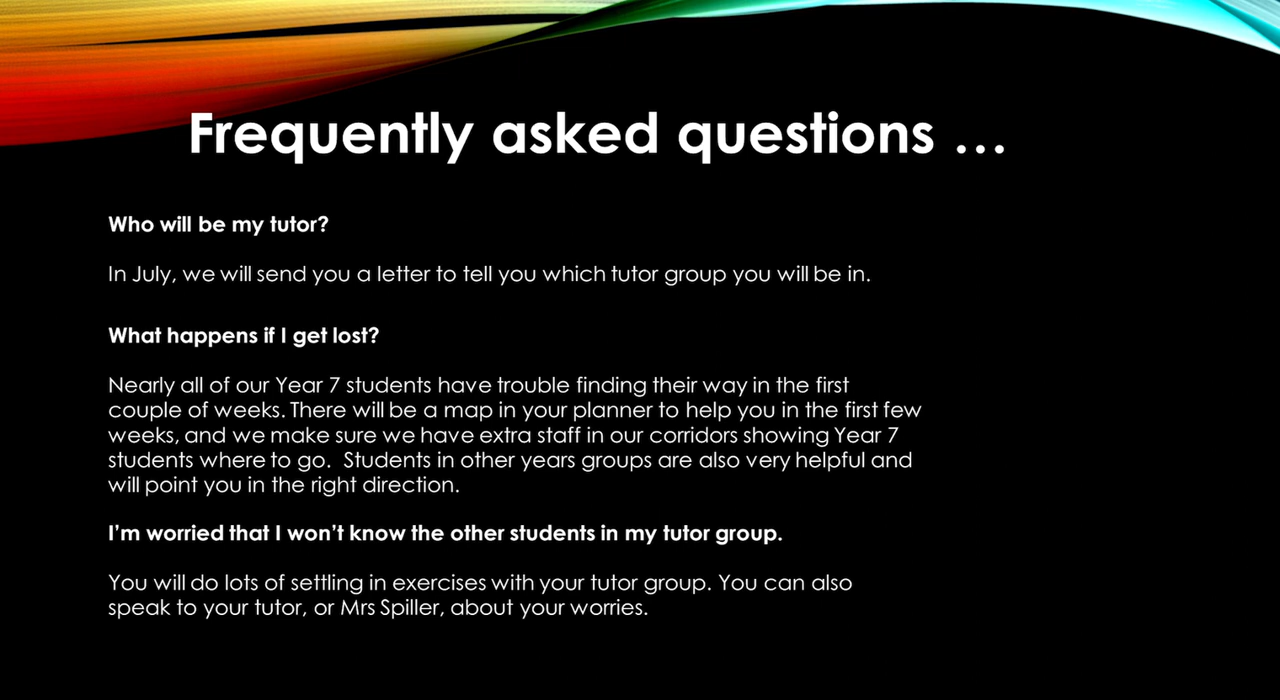 Frequently asked questions …
Who will be my tutor?
In July, we will send you a letter to tell you which tutor group you will be in.
What happens if I get lost?
Nearly all of our Year 7 students have trouble finding their way in the first
couple of weeks. There will be a map in your planner to help you in the first few
weeks, and we make sure we have extra staff in our corridors showing Year 7
students where to go.  Students in other years groups are also very helpful and
will point you in the right direction.
I’m worried that I won’t know the other students in my tutor group.
You will do lots of settling in exercises with your tutor group. You can also
speak to your tutor, or Mrs Spiller, about your worries.